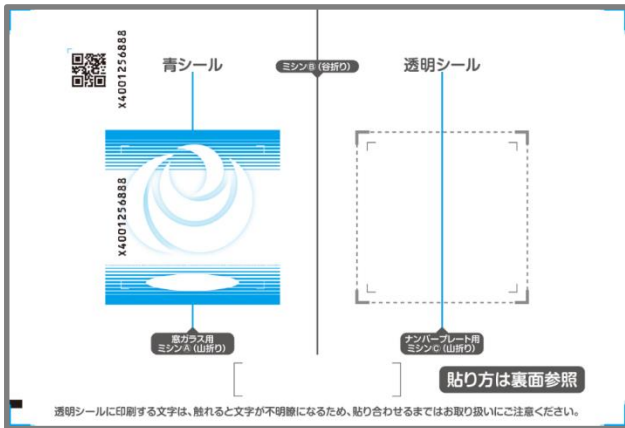 X4001256888
青シール
ミシンB(谷折り)
透明シール
X4001256888
窓ガラス用
ミシンA(山折り)
ナンバープレート用
ミシンC(山折り)
貼り方は裏面参照
透明シールに印刷する文字は、触れると文字が不明瞭になるため、貼り合わせるまではお取り扱いにご注意ください。